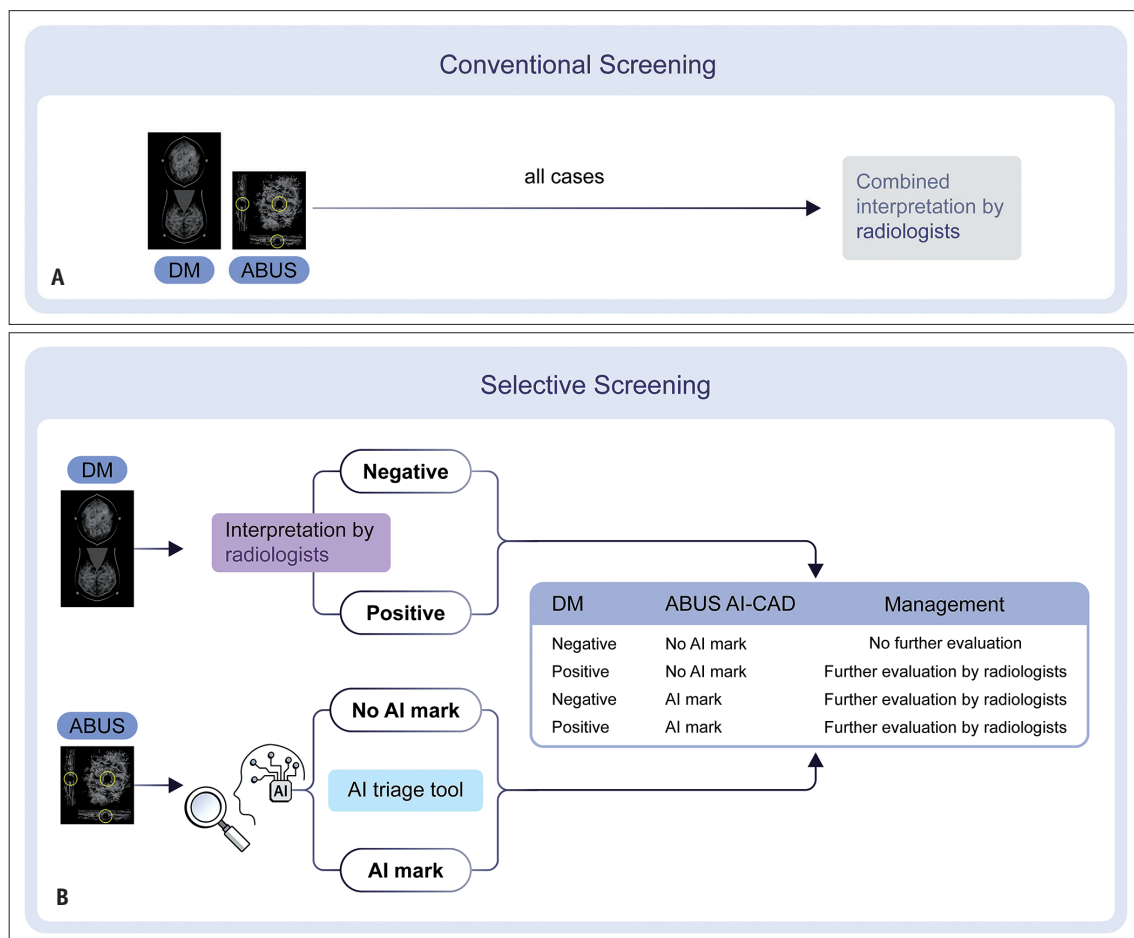 Conventional Screening
all cases
Combined
interpretation by
radiologists
DM
ABUS
A
Selective Screening
DM
Negative
Interpretation by
radiologists
Positive
DM ABUS AI-CAD Management
Negative No AI mark No further evaluation
Positive No AI mark Further evaluation by radiologists
Negative AI mark Further evaluation by radiologists
Positive AI mark Further evaluation by radiologists
ABUS
No AI mark
AI
AI triage tool
AI mark
B